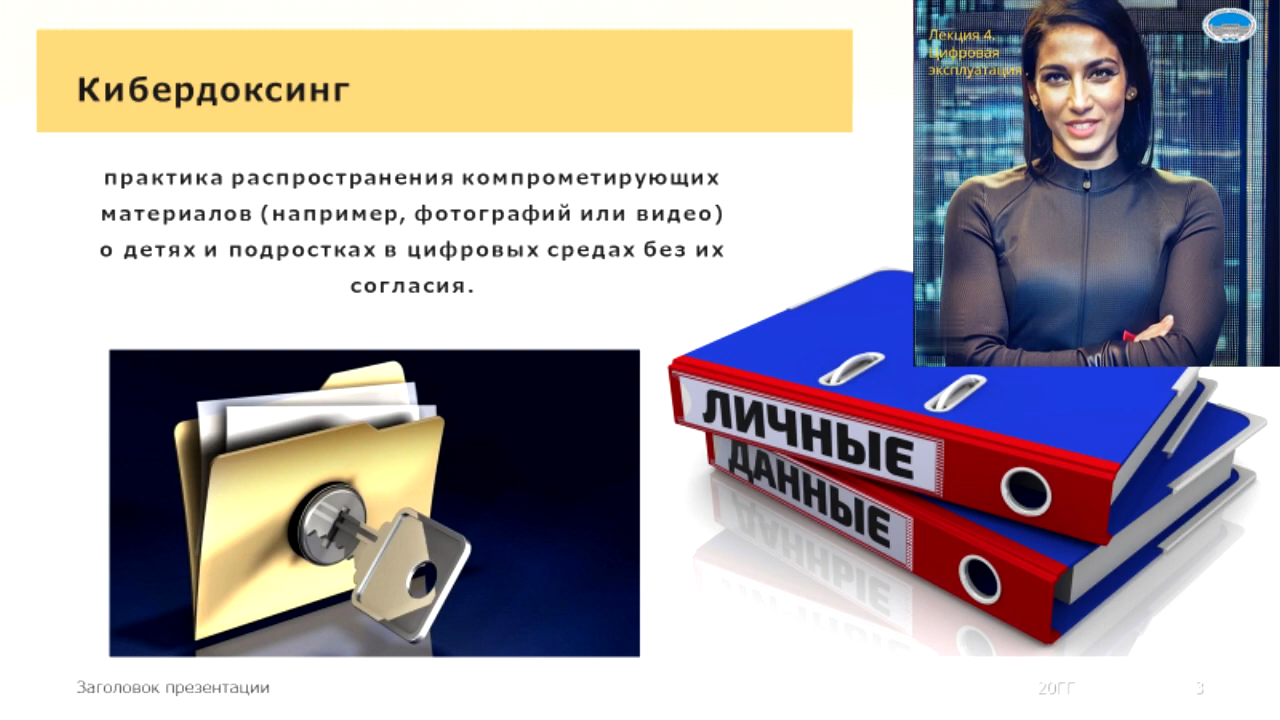 Кибердоксинг
Лекция 4.
Цифровая
эксплуатация
практика распространения компрометирующих
материалов (например, фотографий или видео)
о детях и подростках в цифровых средах без их
согласия.
ЛИЧНЫЕ
ДАННЫЕ
Заголовок презентации
20ГГ
3